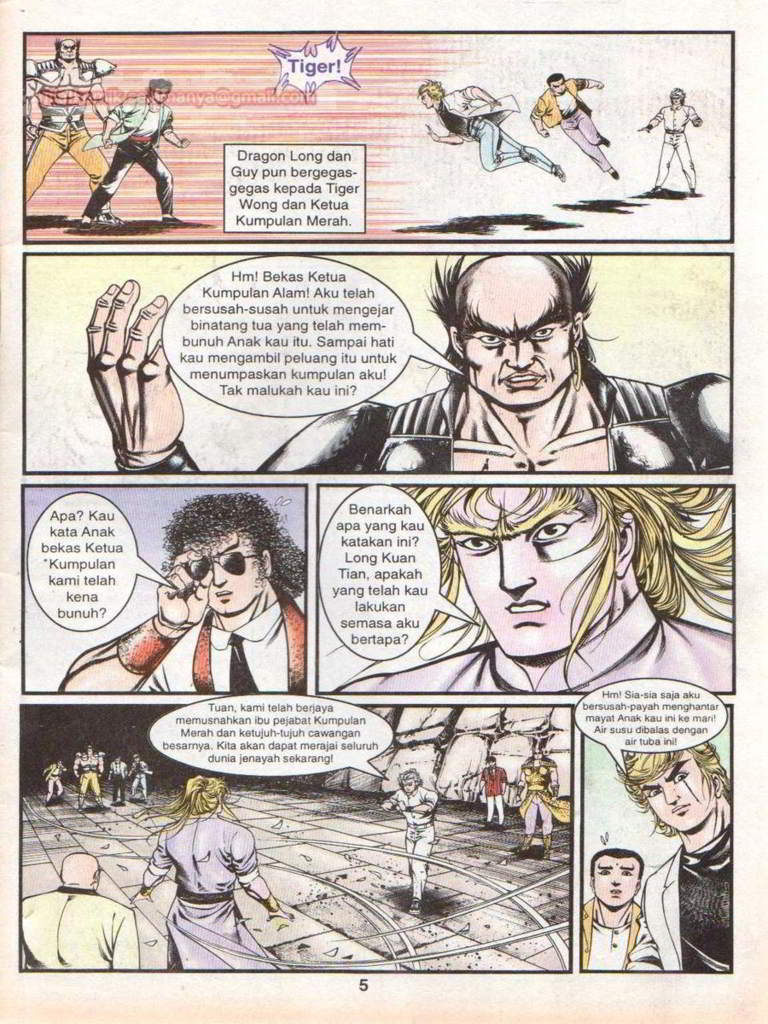 Tiger!
@gmail.com
Dragon Long dan
Guy pun bergegas-
gegas kepada Tiger
Wong dan Ketua
Kumpulan Merah.
Hm! Bekas Ketua
Kumpulan Alam! Aku telah
bersusah-susah untuk mengejar
binatang tua yang telah mem-
bunuh Anak kau itu. Sampai hati
kau mengambil peluang itu untuk
menumpaskan kumpulan aku!
Tak malukah kau ini?
Apa? Kau
kata Anak
bekas Ketua
*Kumpulan
kami telah
kena
bunuh?
Benarkah
apa yang kau
katakan ini?
Long Kuan
Tian, apakah
yang telah kau
lakukan
semasa aku
bertapa?
Tuan, kami telah berjaya
memusnahkan ibu pejabat Kumpulan
Merah dan ketujuh-tujuh cawangan
besarnya. Kita akan dapat merajai seluruh
dunia jenayah sekarang!
Hm! Sia-sia saja aku
bersusah-payah menghantar
mayat Anak kau ini ke mari!
Air susu dibalas dengan
air tuba ini!
5